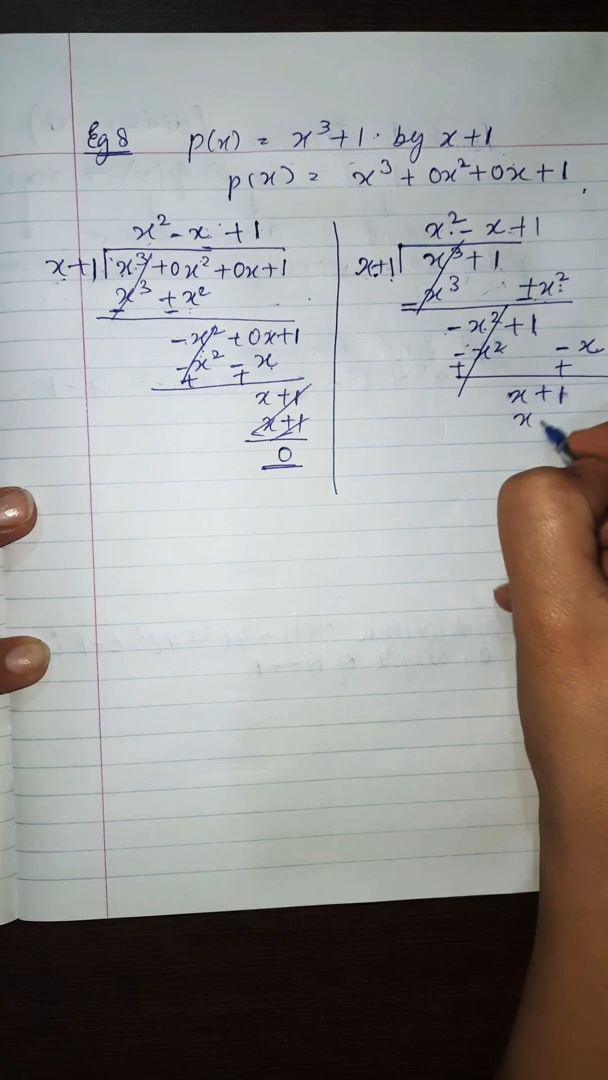 Eg 8 p(x) = x³+1. by x+1
p(x) = x³ + 0x² + 0x + 1.
x² - x + 1
x+1 | x³ + 0x² + 0x + 1
- x³ ± x²
- x² + 0x + 1
- x² - x
+ +
x + 1
x + 1
0
x² - x + 1
x+1 | x³ + 1
- x³ ± x²
- x² + 1
- x² - x
+ +
x + 1
x